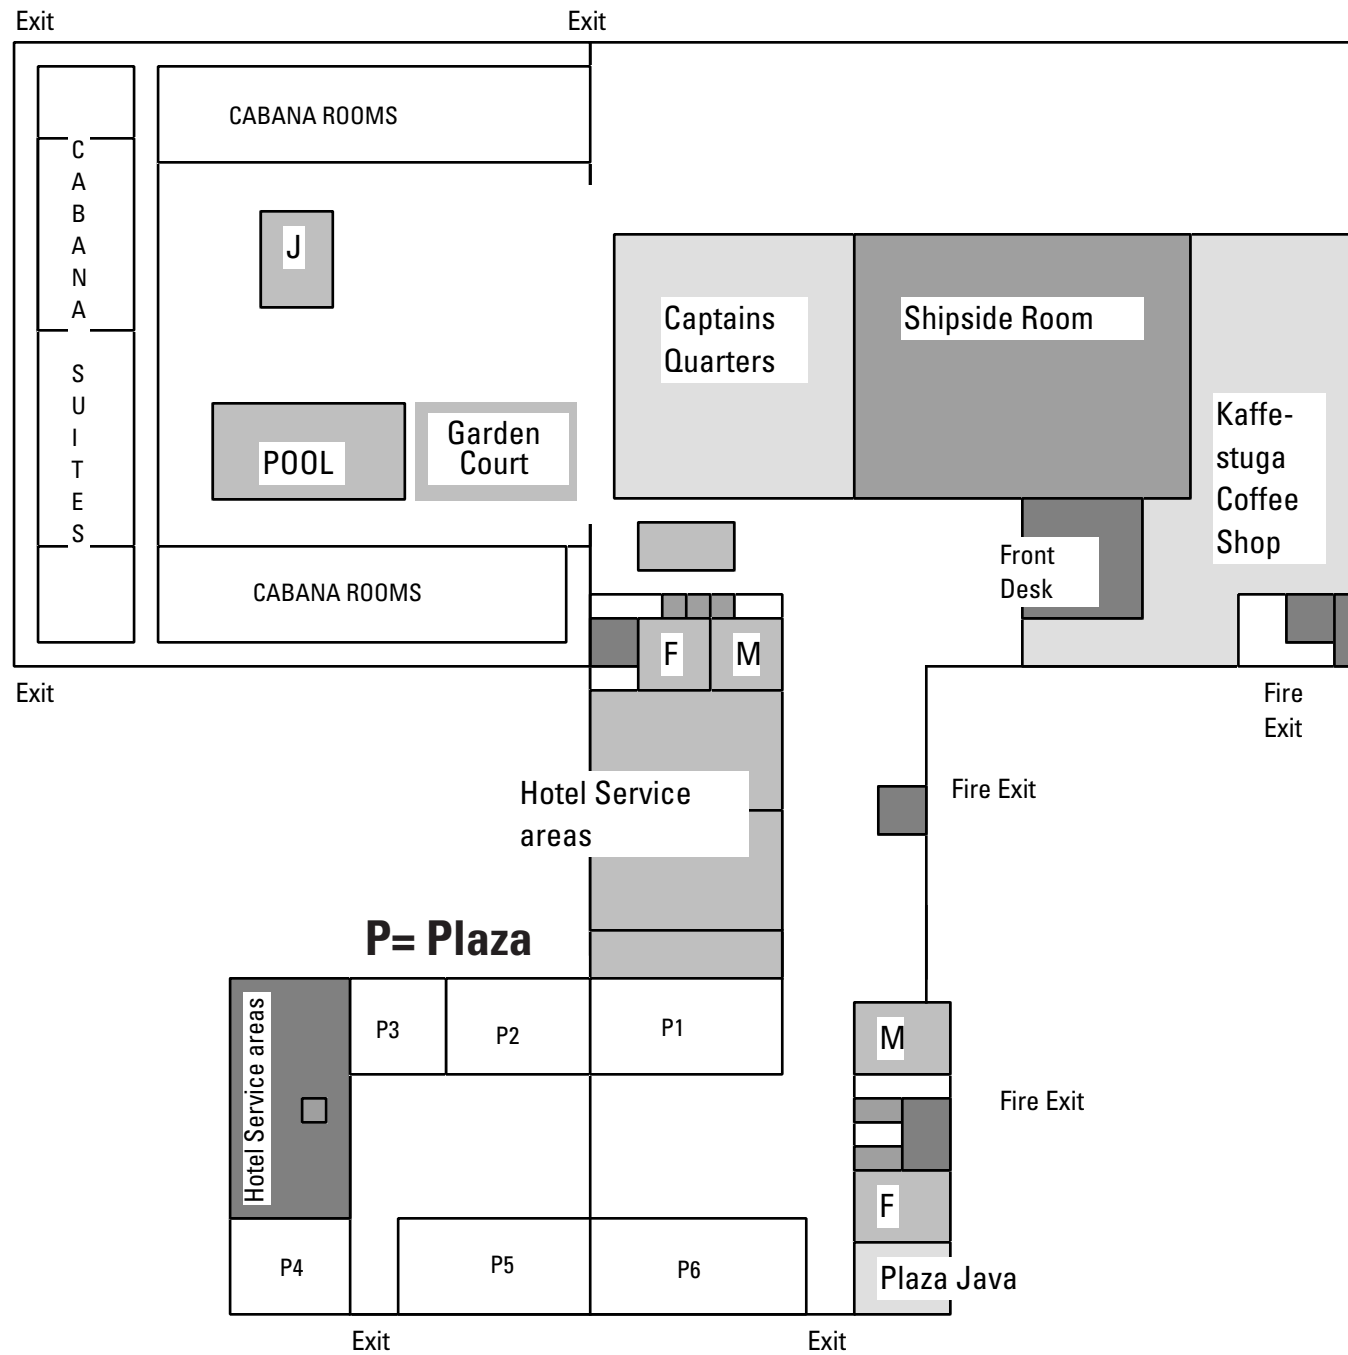 Exit
Exit
CABANA ROOMS
CABANA SUITES
J
Captains
Quarters
Shipside Room
Kaffe-
stuga
Coffee
Shop
Garden
Court
POOL
Front
Desk
CABANA ROOMS
F
M
Exit
Fire
Exit
Hotel Service
areas
Fire Exit
P= Plaza
Hotel Service areas
P3
P2
P1
M
Fire Exit
F
P4
P5
P6
Plaza Java
Exit
Exit